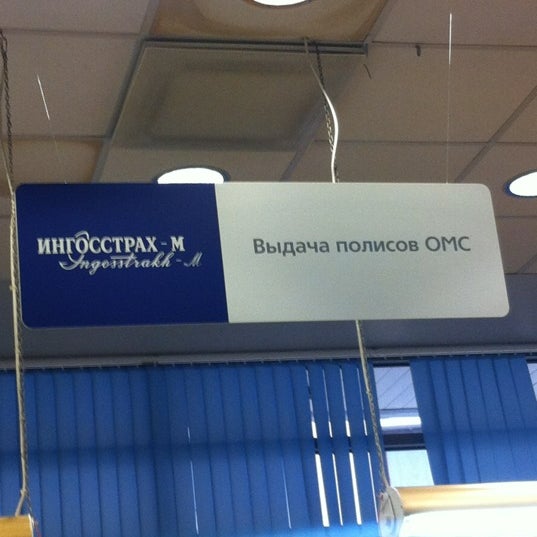 ИНГОССТРАХ - М
Ingosstrakh - M
Выдача полисов ОМС